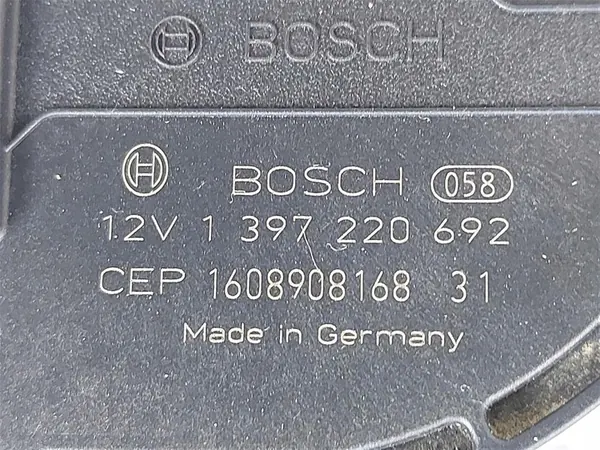 BOSCH
BOSCH 058
12V 1 397 220 692
CEP 1608908168 31
Made in Germany